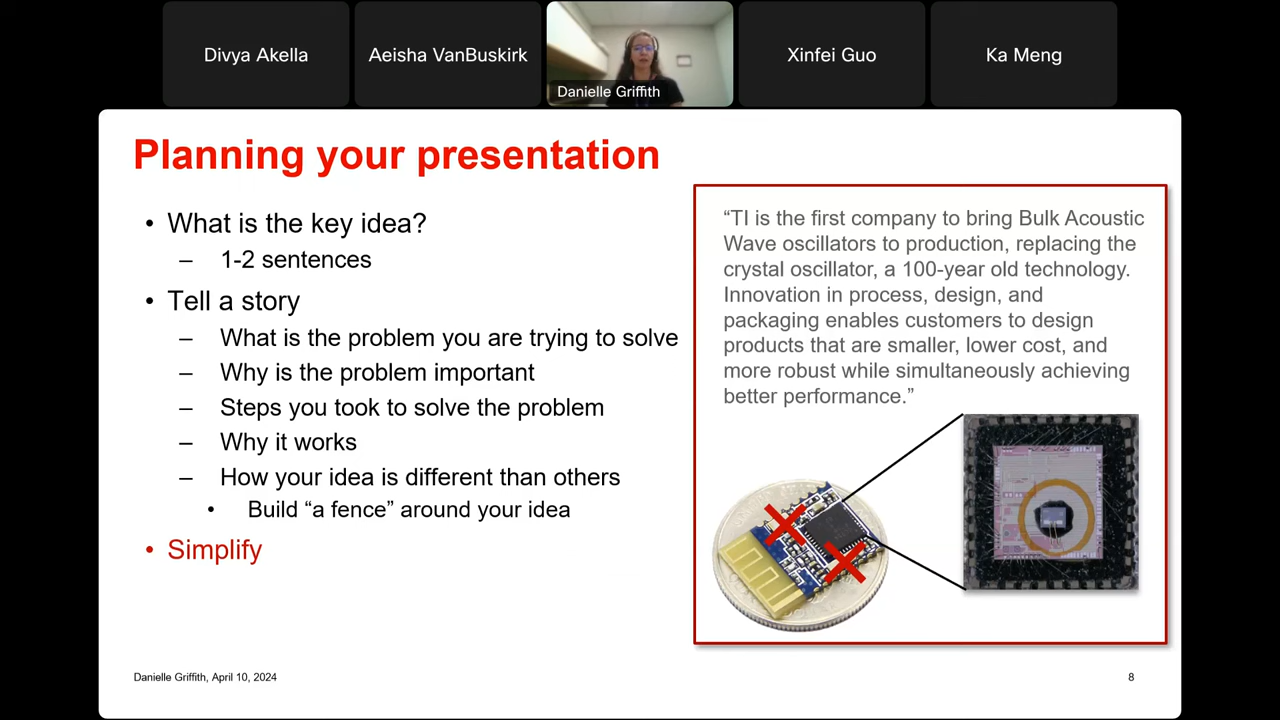 Divya Akella
Aeisha VanBuskirk
Danielle Griffith
Xinfei Guo
Ka Meng
Planning your presentation
• What is the key idea?
– 1-2 sentences
• Tell a story
– What is the problem you are trying to solve
– Why is the problem important
– Steps you took to solve the problem
– Why it works
– How your idea is different than others
• Build “a fence” around your idea
• Simplify
“TI is the first company to bring Bulk Acoustic
Wave oscillators to production, replacing the
crystal oscillator, a 100-year old technology.
Innovation in process, design, and
packaging enables customers to design
products that are smaller, lower cost, and
more robust while simultaneously achieving
better performance.”
Danielle Griffith, April 10, 2024
8